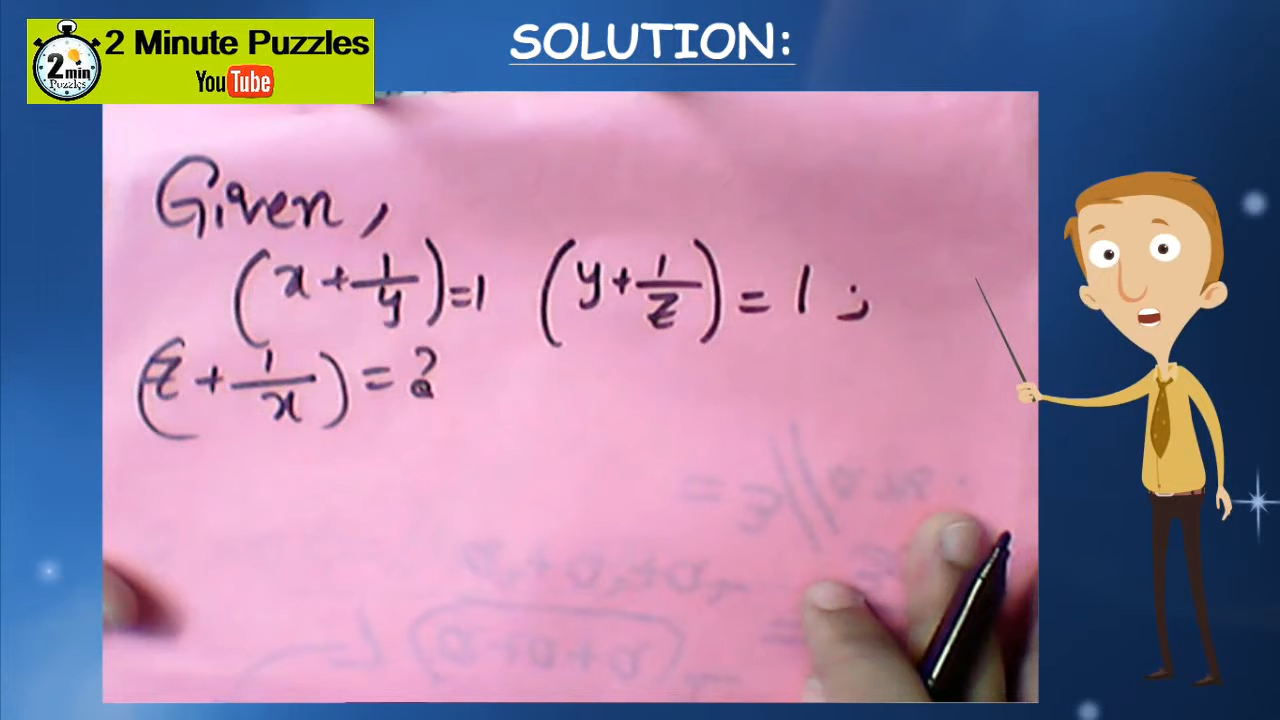 SOLUTION:
2 Minute Puzzles
2 min
Puzzles
YouTube
Given,
(x + 1/y) = 1 (y + 1/z) = 1 ;
(z + 1/x) = ?